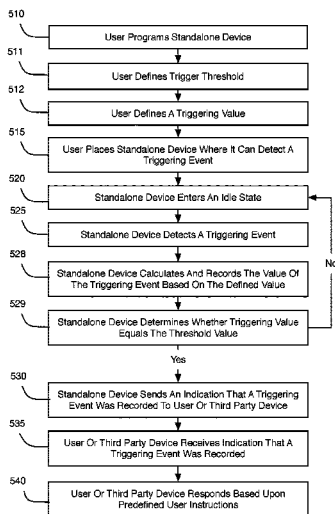 510
User Programs Standalone Device
511
User Defines Trigger Threshold
512
User Defines A Triggering Value
515
User Places Standalone Device Where It Can Detect A
Triggering Event
520
Standalone Device Enters An Idle State
525
Standalone Device Detects A Triggering Event
528
Standalone Device Calculates And Records The Value Of
The Triggering Event Based On The Defined Value
No
529
Standalone Device Determines Whether Triggering Value
Equals The Threshold Value
Yes
530
Standalone Device Sends An Indication That A Triggering
Event Was Recorded To User Or Third Party Device
535
User Or Third Party Device Receives Indication That A
Triggering Event Was Recorded
540
User Or Third Party Device Responds Based Upon
Predefined User Instructions